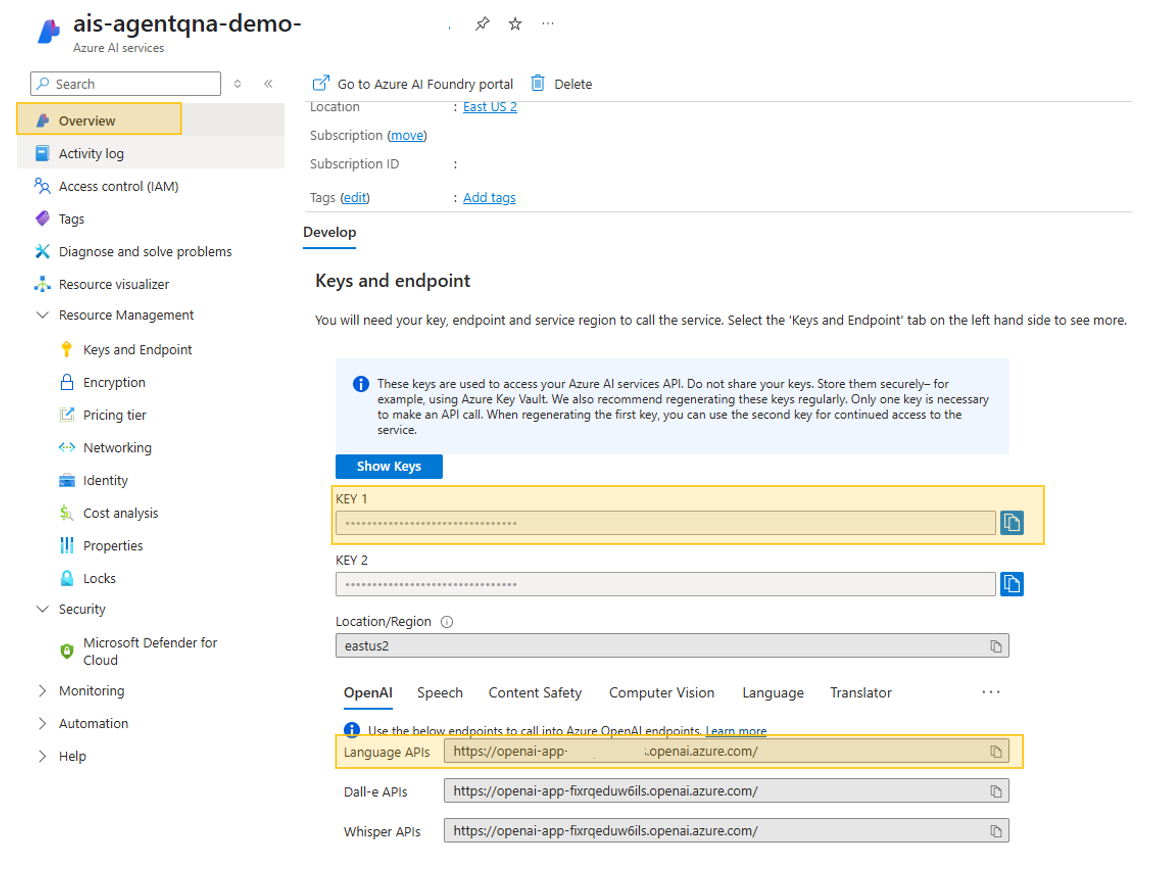 ais-agentqna-demo-
Azure AI services
Search
Go to Azure AI Foundry portal
Delete
Overview
Activity log
Access control (IAM)
Tags
Diagnose and solve problems
Resource visualizer
Resource Management
Keys and Endpoint
Encryption
Pricing tier
Networking
Identity
Cost analysis
Properties
Locks
Security
Microsoft Defender for
Cloud
Monitoring
Automation
Help
Location : East US 2
Subscription (move)
Subscription ID :
Tags (edit) : Add tags
Develop
Keys and endpoint
You will need your key, endpoint and service region to call the service. Select the 'Keys and Endpoint' tab on the left hand side to see more.
These keys are used to access your Azure AI services API. Do not share your keys. Store them securely– for
example, using Azure Key Vault. We also recommend regenerating these keys regularly. Only one key is necessary
to make an API call. When regenerating the first key, you can use the second key for continued access to the
service.
Show Keys
KEY 1
••••••••••••••••••••••••••••••••
KEY 2
••••••••••••••••••••••••••••••••
Location/Region
eastus2
OpenAI Speech Content Safety Computer Vision Language Translator
Use the below endpoints to call into Azure OpenAI endpoints. Learn more
Language APIs https://openai-app- s.openai.azure.com/
Dall-e APIs https://openai-app-fixrqeduw6ils.openai.azure.com/
Whisper APIs https://openai-app-fixrqeduw6ils.openai.azure.com/